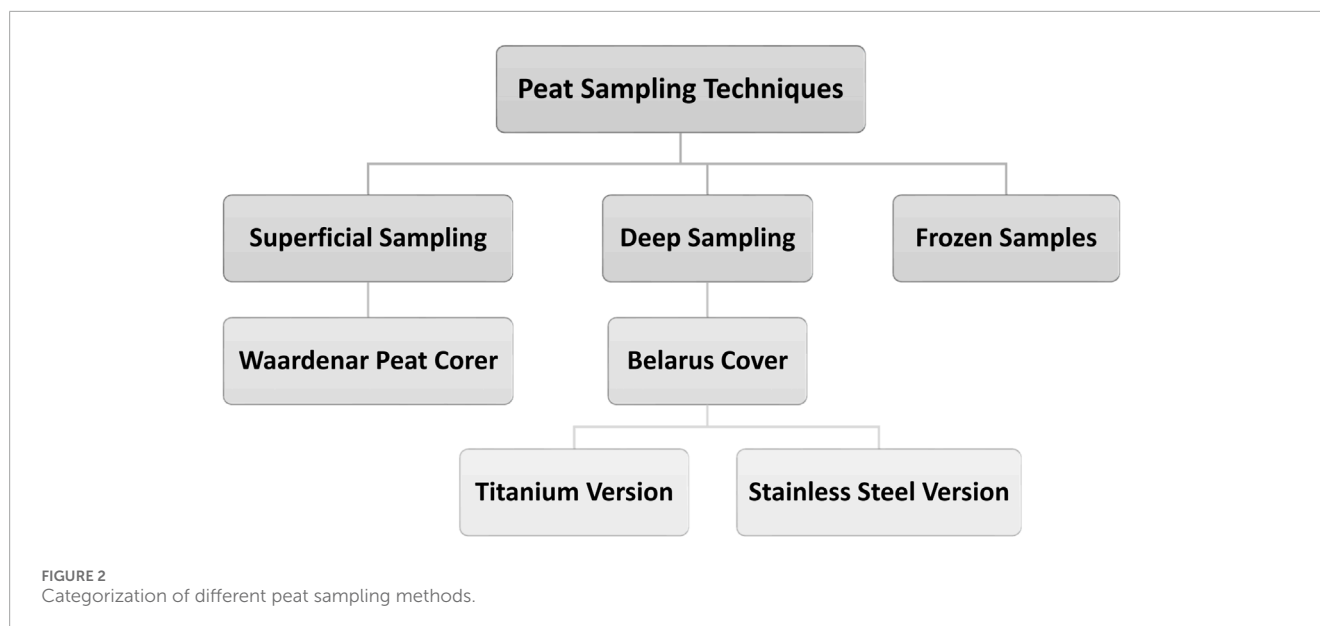 Peat Sampling Techniques
Superficial Sampling
Deep Sampling
Frozen Samples
Waardenar Peat Corer
Belarus Cover
Titanium Version
Stainless Steel Version
FIGURE 2
Categorization of different peat sampling methods.